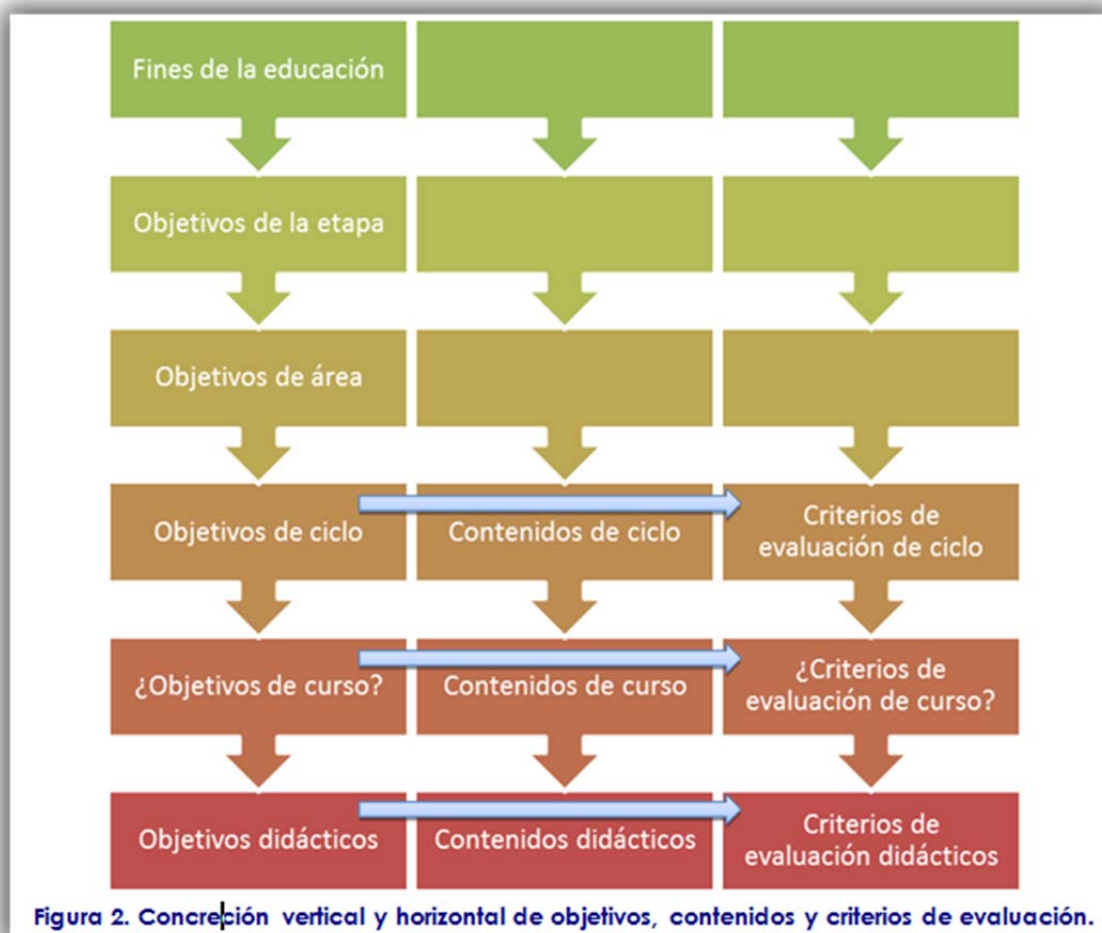 Fines de la educación
Objetivos de la etapa
Objetivos de área
Objetivos de ciclo
Contenidos de ciclo
Criterios de
evaluación de ciclo
¿Objetivos de curso?
Contenidos de curso
¿Criterios de
evaluación de curso?
Objetivos didácticos
Contenidos didácticos
Criterios de
evaluación didácticos
Figura 2. Concreción vertical y horizontal de objetivos, contenidos y criterios de evaluación.